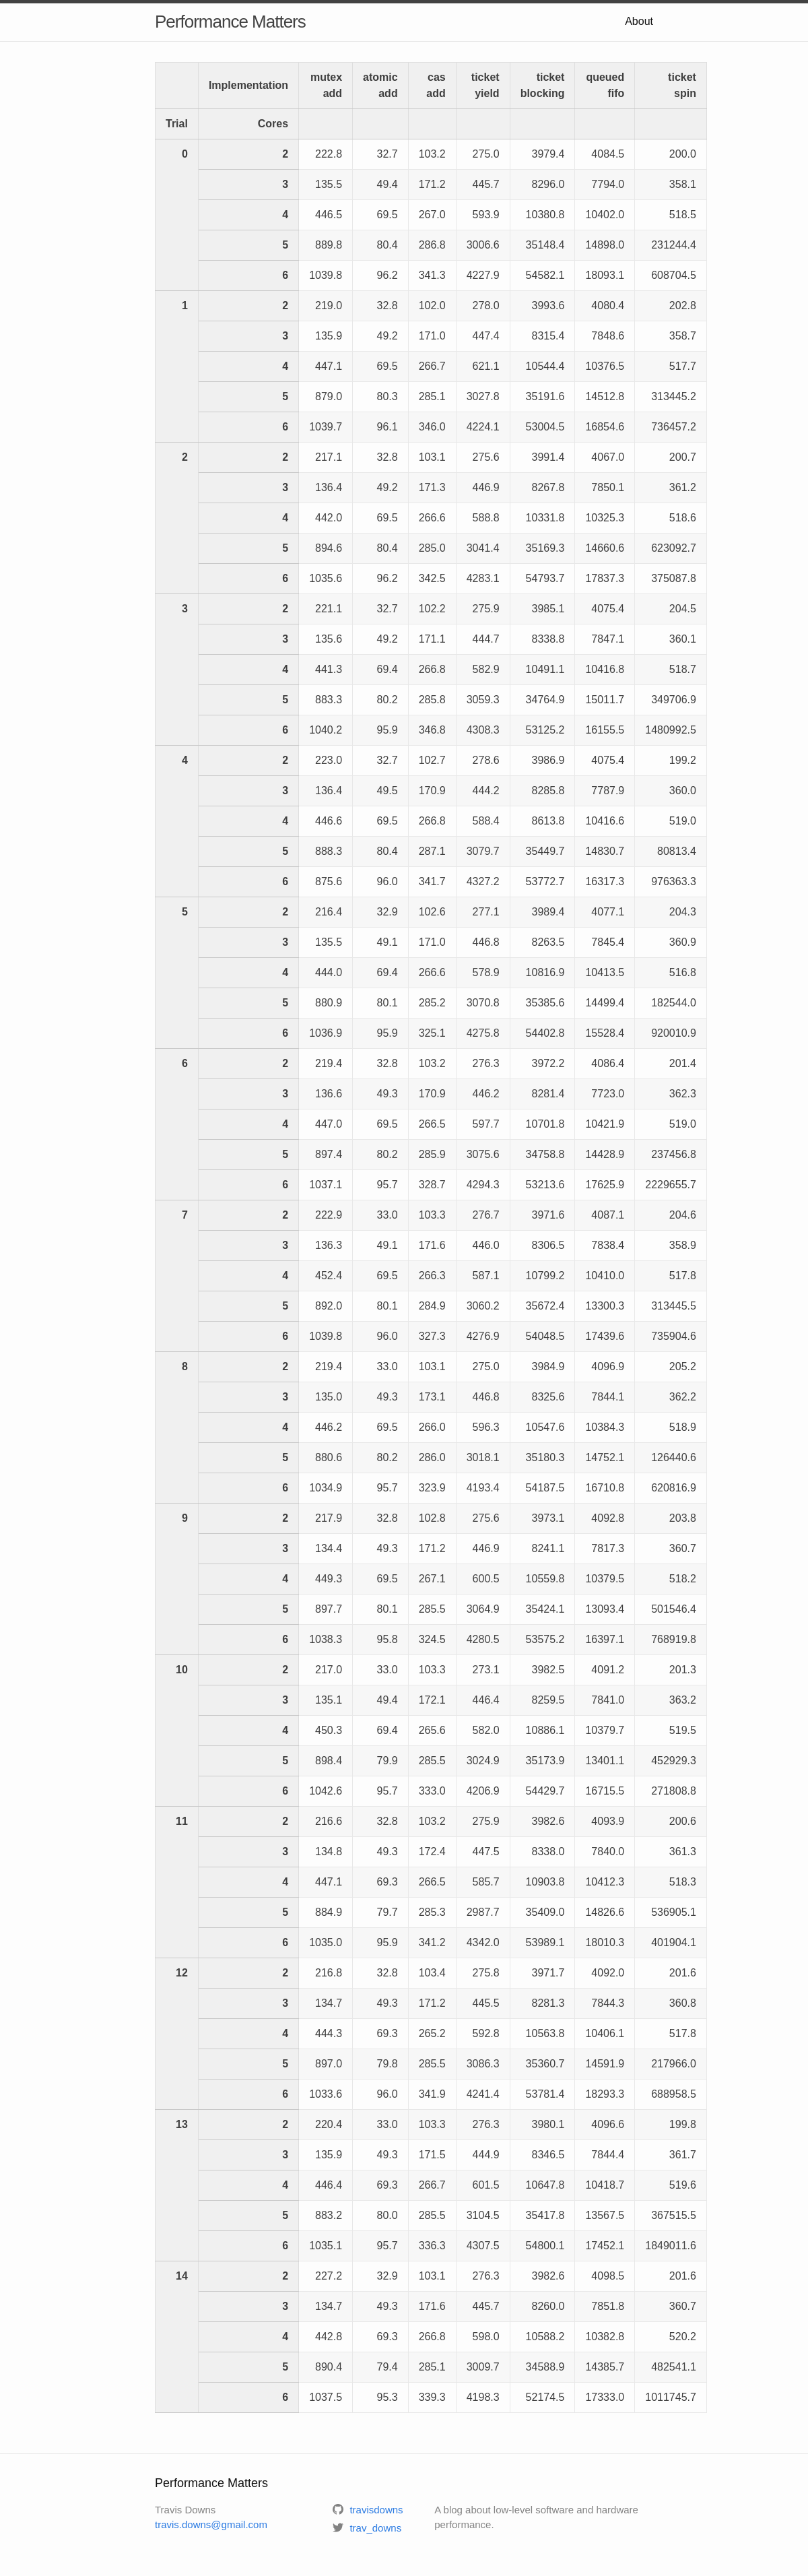 Performance Matters
About
Implementation mutex add atomic add cas add ticket yield ticket blocking queued fifo ticket spin
Trial Cores
0 2 222.8 32.7 103.2 275.0 3979.4 4084.5 200.0
3 135.5 49.4 171.2 445.7 8296.0 7794.0 358.1
4 446.5 69.5 267.0 593.9 10380.8 10402.0 518.5
5 889.8 80.4 286.8 3006.6 35148.4 14898.0 231244.4
6 1039.8 96.2 341.3 4227.9 54582.1 18093.1 608704.5
1 2 219.0 32.8 102.0 278.0 3993.6 4080.4 202.8
3 135.9 49.2 171.0 447.4 8315.4 7848.6 358.7
4 447.1 69.5 266.7 621.1 10544.4 10376.5 517.7
5 879.0 80.3 285.1 3027.8 35191.6 14512.8 313445.2
6 1039.7 96.1 346.0 4224.1 53004.5 16854.6 736457.2
2 2 217.1 32.8 103.1 275.6 3991.4 4067.0 200.7
3 136.4 49.2 171.3 446.9 8267.8 7850.1 361.2
4 442.0 69.5 266.6 588.8 10331.8 10325.3 518.6
5 894.6 80.4 285.0 3041.4 35169.3 14660.6 623092.7
6 1035.6 96.2 342.5 4283.1 54793.7 17837.3 375087.8
3 2 221.1 32.7 102.2 275.9 3985.1 4075.4 204.5
3 135.6 49.2 171.1 444.7 8338.8 7847.1 360.1
4 441.3 69.4 266.8 582.9 10491.1 10416.8 518.7
5 883.3 80.2 285.8 3059.3 34764.9 15011.7 349706.9
6 1040.2 95.9 346.8 4308.3 53125.2 16155.5 1480992.5
4 2 223.0 32.7 102.7 278.6 3986.9 4075.4 199.2
3 136.4 49.5 170.9 444.2 8285.8 7787.9 360.0
4 446.6 69.5 266.8 588.4 8613.8 10416.6 519.0
5 888.3 80.4 287.1 3079.7 35449.7 14830.7 80813.4
6 875.6 96.0 341.7 4327.2 53772.7 16317.3 976363.3
5 2 216.4 32.9 102.6 277.1 3989.4 4077.1 204.3
3 135.5 49.1 171.0 446.8 8263.5 7845.4 360.9
4 444.0 69.4 266.6 578.9 10816.9 10413.5 516.8
5 880.9 80.1 285.2 3070.8 35385.6 14499.4 182544.0
6 1036.9 95.9 325.1 4275.8 54402.8 15528.4 920010.9
6 2 219.4 32.8 103.2 276.3 3972.2 4086.4 201.4
3 136.6 49.3 170.9 446.2 8281.4 7723.0 362.3
4 447.0 69.5 266.5 597.7 10701.8 10421.9 519.0
5 897.4 80.2 285.9 3075.6 34758.8 14428.9 237456.8
6 1037.1 95.7 328.7 4294.3 53213.6 17625.9 2229655.7
7 2 222.9 33.0 103.3 276.7 3971.6 4087.1 204.6
3 136.3 49.1 171.6 446.0 8306.5 7838.4 358.9
4 452.4 69.5 266.3 587.1 10799.2 10410.0 517.8
5 892.0 80.1 284.9 3060.2 35672.4 13300.3 313445.5
6 1039.8 96.0 327.3 4276.9 54048.5 17439.6 735904.6
8 2 219.4 33.0 103.1 275.0 3984.9 4096.9 205.2
3 135.0 49.3 173.1 446.8 8325.6 7844.1 362.2
4 446.2 69.5 266.0 596.3 10547.6 10384.3 518.9
5 880.6 80.2 286.0 3018.1 35180.3 14752.1 126440.6
6 1034.9 95.7 323.9 4193.4 54187.5 16710.8 620816.9
9 2 217.9 32.8 102.8 275.6 3973.1 4092.8 203.8
3 134.4 49.3 171.2 446.9 8241.1 7817.3 360.7
4 449.3 69.5 267.1 600.5 10559.8 10379.5 518.2
5 897.7 80.1 285.5 3064.9 35424.1 13093.4 501546.4
6 1038.3 95.8 324.5 4280.5 53575.2 16397.1 768919.8
10 2 217.0 33.0 103.3 273.1 3982.5 4091.2 201.3
3 135.1 49.4 172.1 446.4 8259.5 7841.0 363.2
4 450.3 69.4 265.6 582.0 10886.1 10379.7 519.5
5 898.4 79.9 285.5 3024.9 35173.9 13401.1 452929.3
6 1042.6 95.7 333.0 4206.9 54429.7 16715.5 271808.8
11 2 216.6 32.8 103.2 275.9 3982.6 4093.9 200.6
3 134.8 49.3 172.4 447.5 8338.0 7840.0 361.3
4 447.1 69.3 266.5 585.7 10903.8 10412.3 518.3
5 884.9 79.7 285.3 2987.7 35409.0 14826.6 536905.1
6 1035.0 95.9 341.2 4342.0 53989.1 18010.3 401904.1
12 2 216.8 32.8 103.4 275.8 3971.7 4092.0 201.6
3 134.7 49.3 171.2 445.5 8281.3 7844.3 360.8
4 444.3 69.3 265.2 592.8 10563.8 10406.1 517.8
5 897.0 79.8 285.5 3086.3 35360.7 14591.9 217966.0
6 1033.6 96.0 341.9 4241.4 53781.4 18293.3 688958.5
13 2 220.4 33.0 103.3 276.3 3980.1 4096.6 199.8
3 135.9 49.3 171.5 444.9 8346.5 7844.4 361.7
4 446.4 69.3 266.7 601.5 10647.8 10418.7 519.6
5 883.2 80.0 285.5 3104.5 35417.8 13567.5 367515.5
6 1035.1 95.7 336.3 4307.5 54800.1 17452.1 1849011.6
14 2 227.2 32.9 103.1 276.3 3982.6 4098.5 201.6
3 134.7 49.3 171.6 445.7 8260.0 7851.8 360.7
4 442.8 69.3 266.8 598.0 10588.2 10382.8 520.2
5 890.4 79.4 285.1 3009.7 34588.9 14385.7 482541.1
6 1037.5 95.3 339.3 4198.3 52174.5 17333.0 1011745.7
Performance Matters
Travis Downs
travis.downs@gmail.com
travisdowns
trav_downs
A blog about low-level software and hardware
performance.